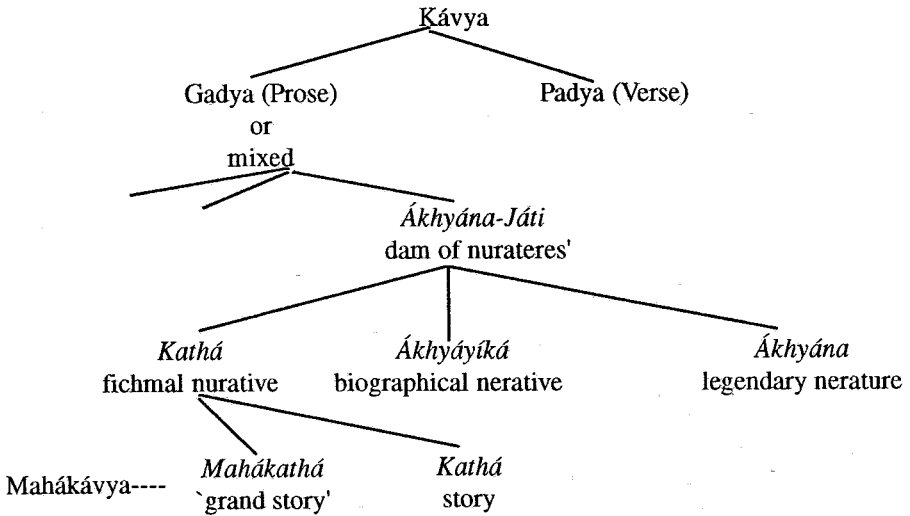 Kávya
Gadya (Prose)
or
mixed
Padya (Verse)
Ákhyána-Játi
dam of nurateres'
Kathá
fichmal nurative
Ákhyáyíká
biographical nerative
Ákhyána
legendary nerature
Mahákávya----
Mahákathá
`grand story'
Kathá
story